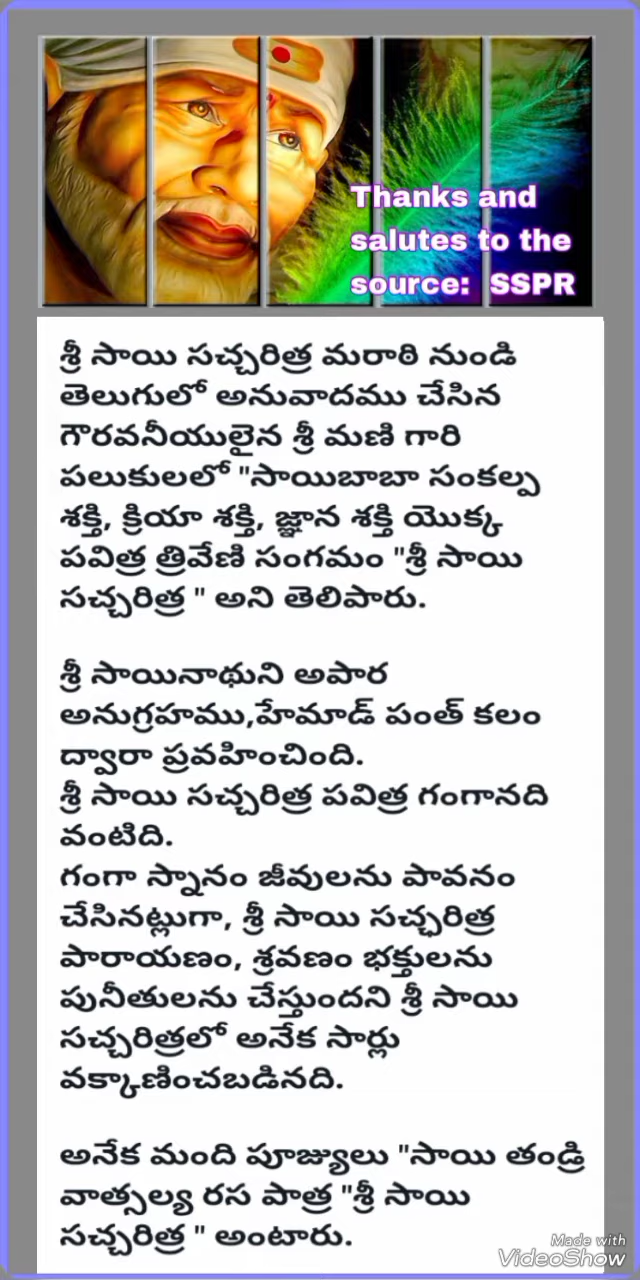 Thanks and
salutes to the
source: SSPR
శ్రీ సాయి సచ్చరిత్ర మరాఠి నుండి
తెలుగులో అనువాదము చేసిన
గౌరవనీయులైన శ్రీ మణి గారి
పలుకులలో "సాయిబాబా సంకల్ప
శక్తి, క్రియా శక్తి, జ్ఞాన శక్తి యొక్క
పవిత్ర త్రివేణి సంగమం "శ్రీ సాయి
సచ్చరిత్ర " అని తెలిపారు.
శ్రీ సాయినాథుని అపార
అనుగ్రహము,హేమాడ్ పంత్ కలం
ద్వారా ప్రవహించింది.
శ్రీ సాయి సచ్చరిత్ర పవిత్ర గంగానది
వంటిది.
గంగా స్నానం జీవులను పావనం
చేసినట్లుగా, శ్రీ సాయి సచ్ఛరిత్ర
పారాయణం, శ్రవణం భక్తులను
పునీతులను చేస్తుందని శ్రీ సాయి
సచ్చరిత్రలో అనేక సార్లు
వక్కాణించబడినది.
అనేక మంది పూజ్యులు "సాయి తండ్రి
వాత్సల్య రస పాత్ర "శ్రీ సాయి
సచ్చరిత్ర " అంటారు.
Made with
VideoShow